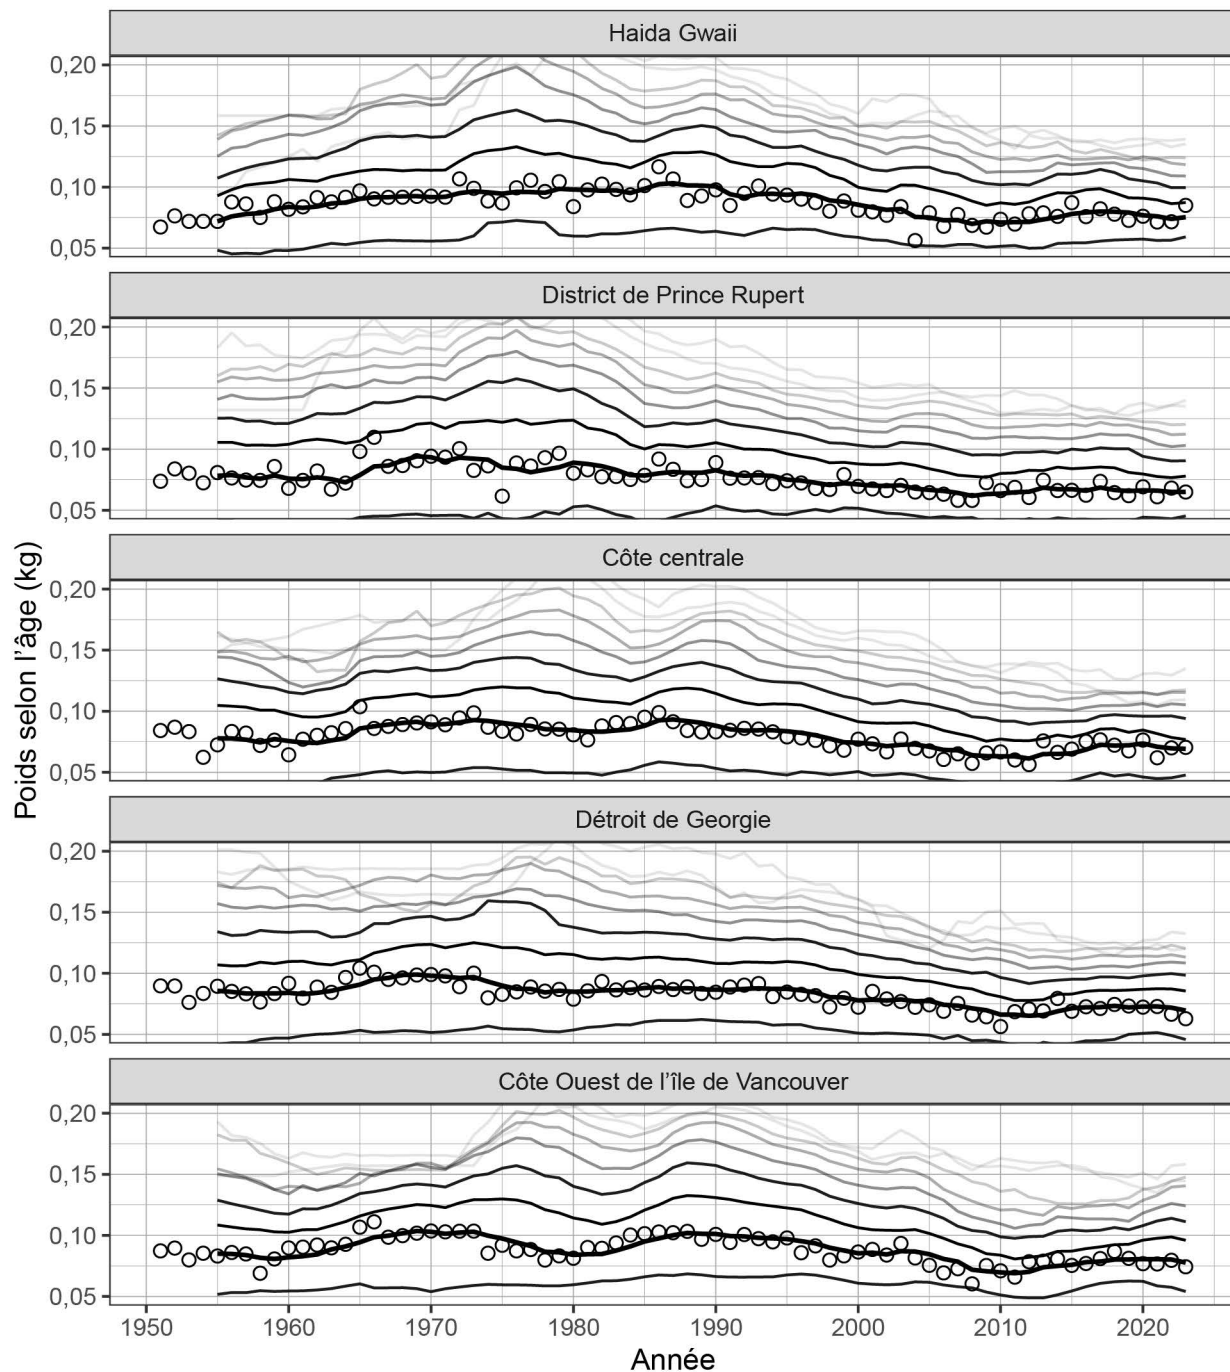 Haida Gwaii
0,20
0,15
0,10
0,05
District de Prince Rupert
0,20
0,15
0,10
0,05
Côte centrale
0,20
0,15
0,10
0,05
Détroit de Georgie
0,20
0,15
0,10
0,05
Côte Ouest de l’île de Vancouver
0,20
0,15
0,10
0,05
Poids selon l’âge (kg)
1950 1960 1970 1980 1990 2000 2010 2020
Année